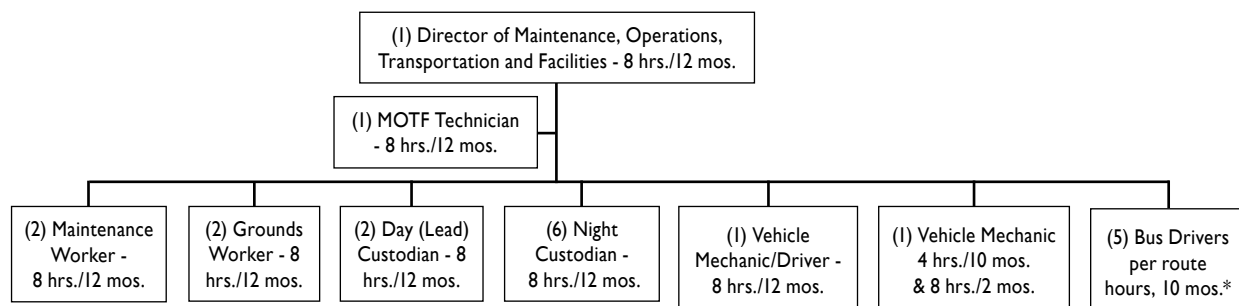 (1) Director of Maintenance, Operations,
Transportation and Facilities - 8 hrs./12 mos.
(1) MOTF Technician
- 8 hrs./12 mos.
(2) Maintenance
Worker -
8 hrs./12 mos.
(2) Grounds
Worker - 8
hrs./12 mos.
(2) Day (Lead)
Custodian - 8
hrs./12 mos.
(6) Night
Custodian -
8 hrs./12 mos.
(1) Vehicle
Mechanic/Driver -
8 hrs./12 mos.
(1) Vehicle Mechanic
4 hrs./10 mos.
& 8 hrs./2 mos.
(5) Bus Drivers
per route
hours, 10 mos.*